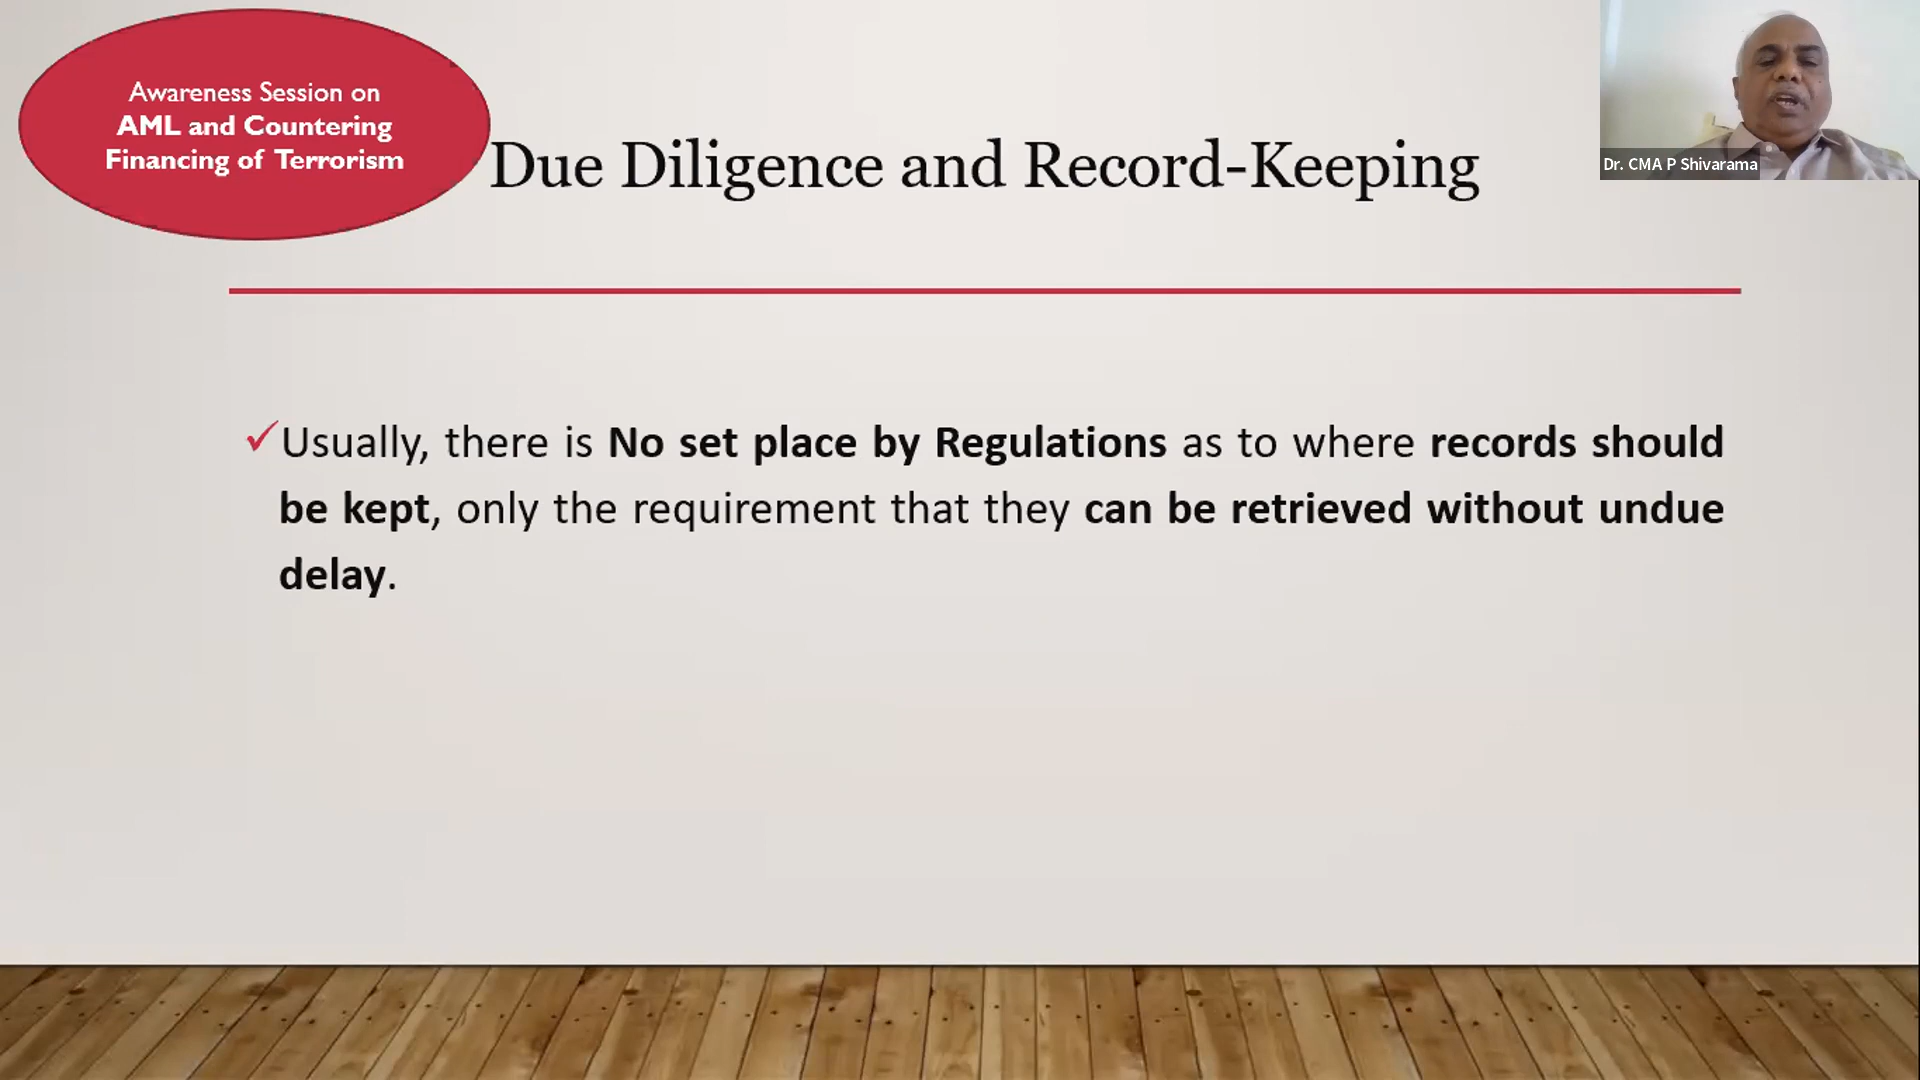 Awareness Session on
AML and Countering
Financing of Terrorism
Due Diligence and Record-Keeping
Dr. CMA P Shivarama
✓Usually, there is No set place by Regulations as to where records should
be kept, only the requirement that they can be retrieved without undue
delay.